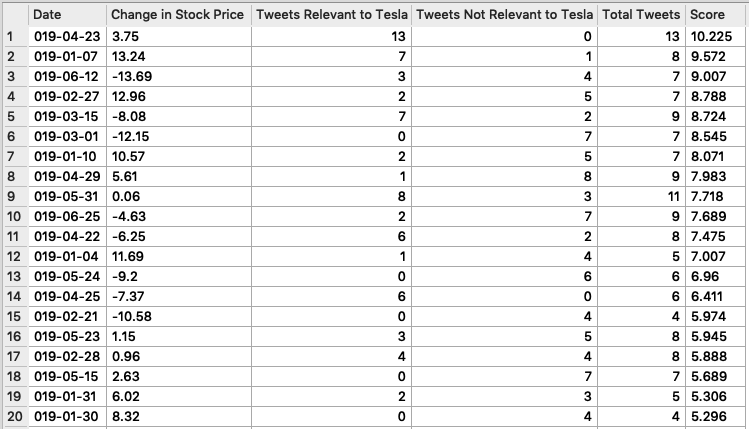 Date Change in Stock Price Tweets Relevant to Tesla Tweets Not Relevant to Tesla Total Tweets Score
1 019-04-23 3.75 13 0 13 10.225
2 019-01-07 13.24 7 1 8 9.572
3 019-06-12 -13.69 3 4 7 9.007
4 019-02-27 12.96 2 5 7 8.788
5 019-03-15 -8.08 7 2 9 8.724
6 019-03-01 -12.15 0 7 7 8.545
7 019-01-10 10.57 2 5 7 8.071
8 019-04-29 5.61 1 8 9 7.983
9 019-05-31 0.06 8 3 11 7.718
10 019-06-25 -4.63 2 7 9 7.689
11 019-04-22 -6.25 6 2 8 7.475
12 019-01-04 11.69 1 4 5 7.007
13 019-05-24 -9.2 0 6 6 6.96
14 019-04-25 -7.37 6 0 6 6.411
15 019-02-21 -10.58 0 4 4 5.974
16 019-05-23 1.15 3 5 8 5.945
17 019-02-28 0.96 4 4 8 5.888
18 019-05-15 2.63 0 7 7 5.689
19 019-01-31 6.02 2 3 5 5.306
20 019-01-30 8.32 0 4 4 5.296